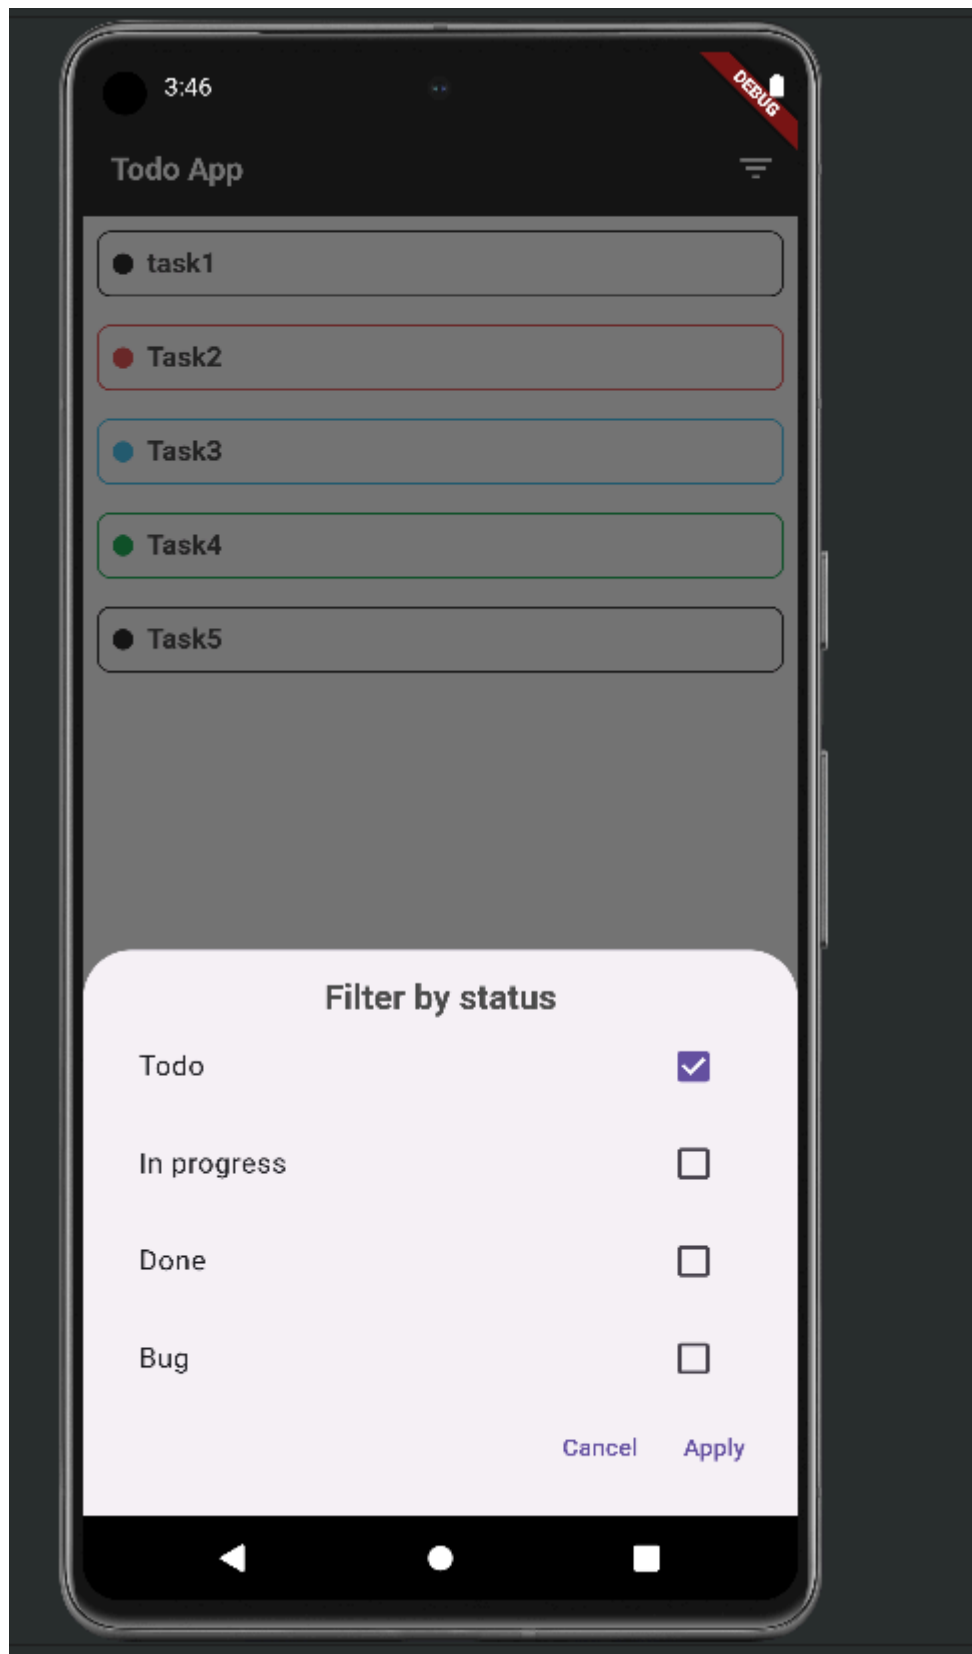 3:46
DEBUG
Todo App
task1
Task2
Task3
Task4
Task5
Filter by status
Todo
In progress
Done
Bug
Cancel Apply